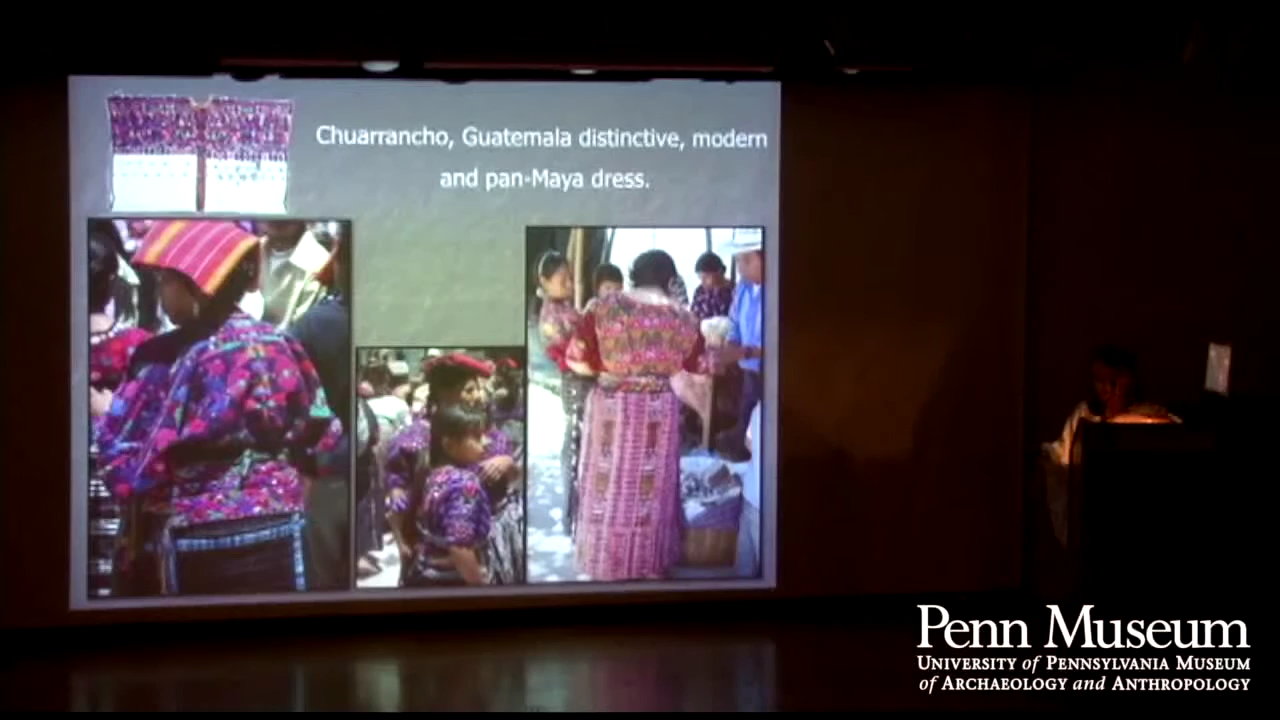 Chuarrancho, Guatemala distinctive, modern
and pan-Maya dress.
Penn Museum
UNIVERSITY of PENNSYLVANIA MUSEUM
of ARCHAEOLOGY and ANTHROPOLOGY